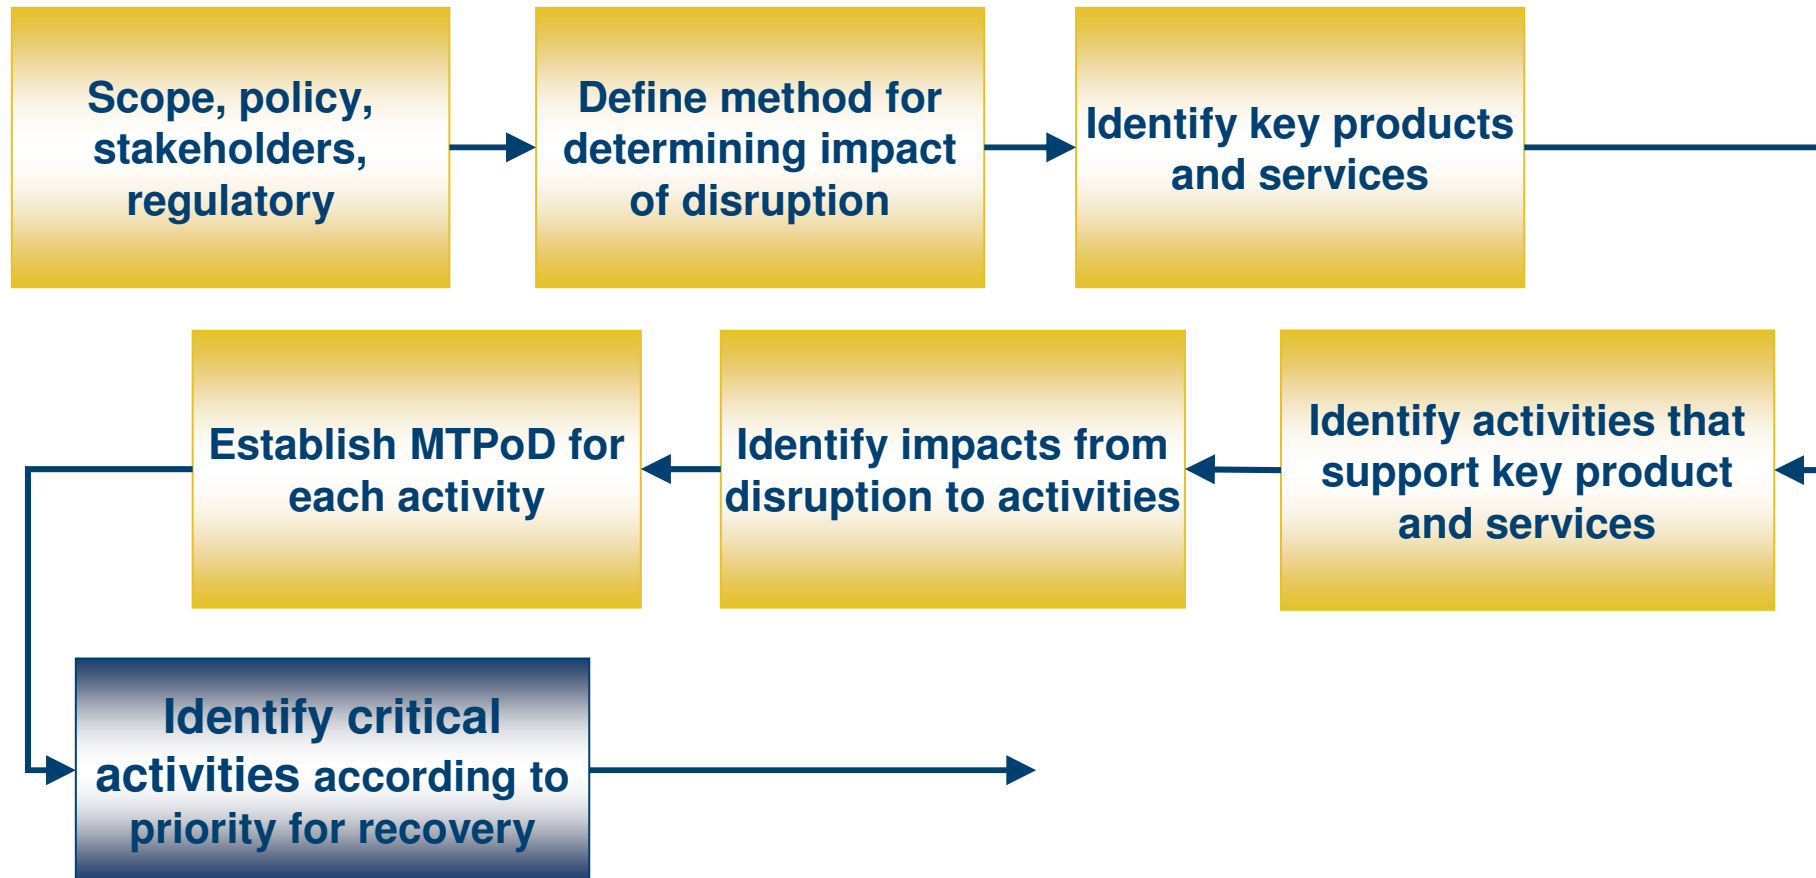 Scope, policy,
stakeholders,
regulatory
Define method for
determining impact
of disruption
Identify key products
and services
Identify activities that
support key product
and services
Identify impacts from
disruption to activities
Establish MTPoD for
each activity
Identify critical
activities according to
priority for recovery